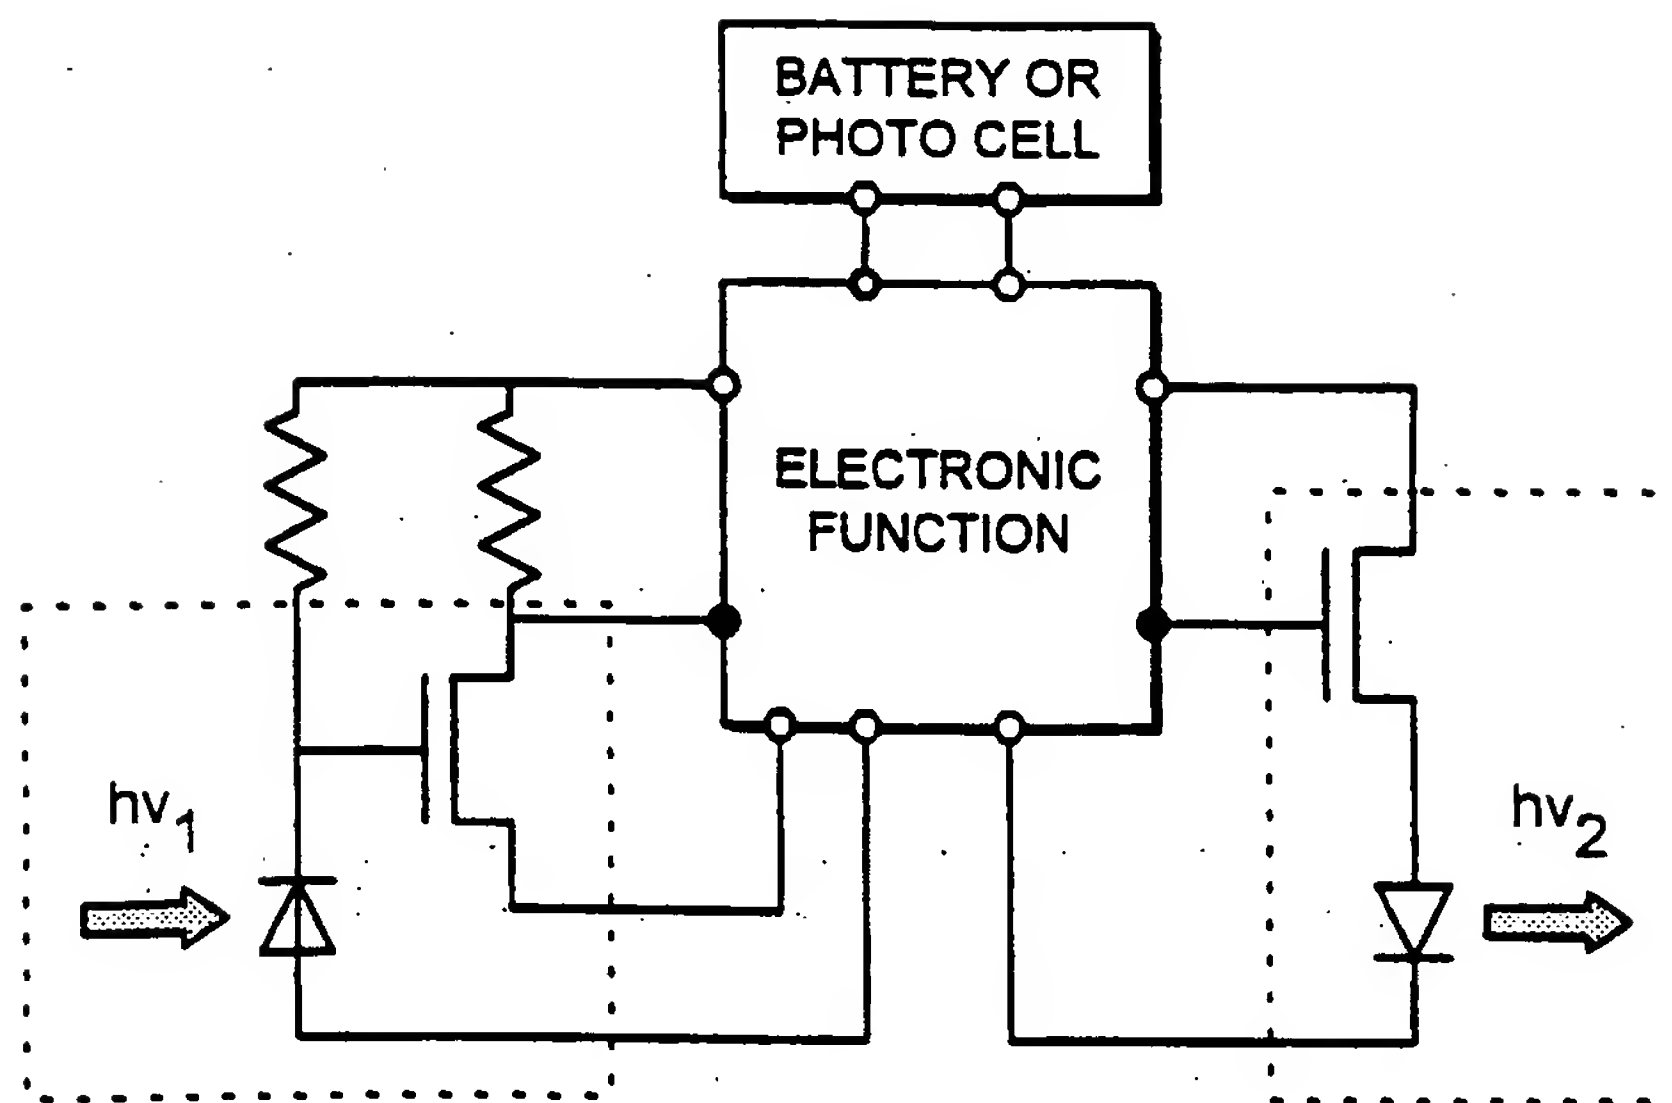 BATTERY OR
PHOTO CELL
ELECTRONIC
FUNCTION
hv1
hv2